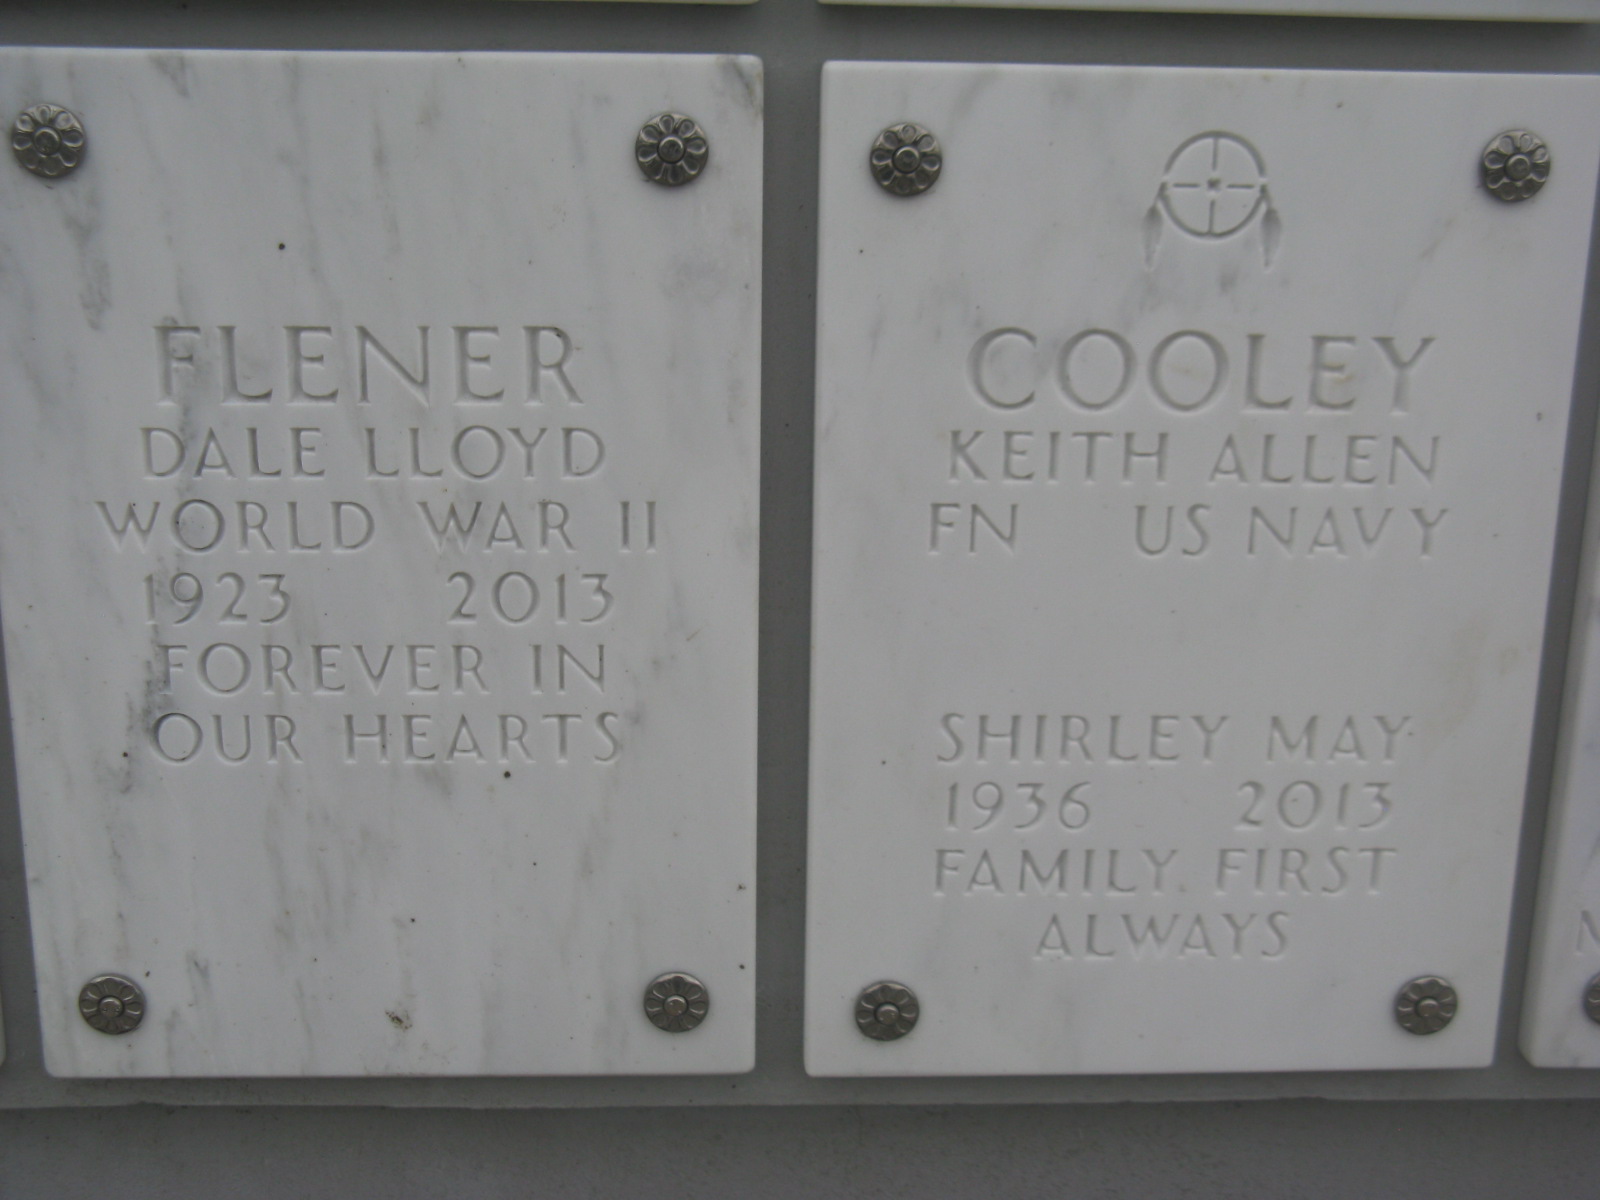 FLENER
DALE LLOYD
WORLD WAR II
1923 2013
FOREVER IN
OUR HEARTS
COOLEY
KEITH ALLEN
FN US NAVY
SHIRLEY MAY
1936 2013
FAMILY FIRST
ALWAYS